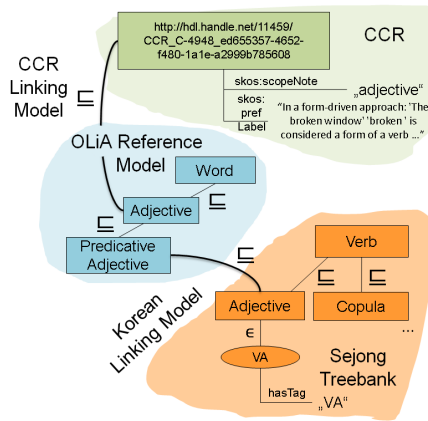 http://hdl.handle.net/11459/
CCR_C-4948_ed655357-4652-
f480-1a1e-a2999b785608
CCR
CCR
Linking
Model
⊑
skos:scopeNote
„adjective“
skos:
pref
Label
"In a form-driven approach: 'The
broken window' 'broken ' is
considered a form of a verb ..."
OLiA Reference
Model
Word
⊑
Adjective
⊑
Predicative
Adjective
⊑
Korean
Linking Model
Verb
⊑
⊑
Adjective
Copula
...
ϵ
VA
Sejong
Treebank
hasTag
„VA“